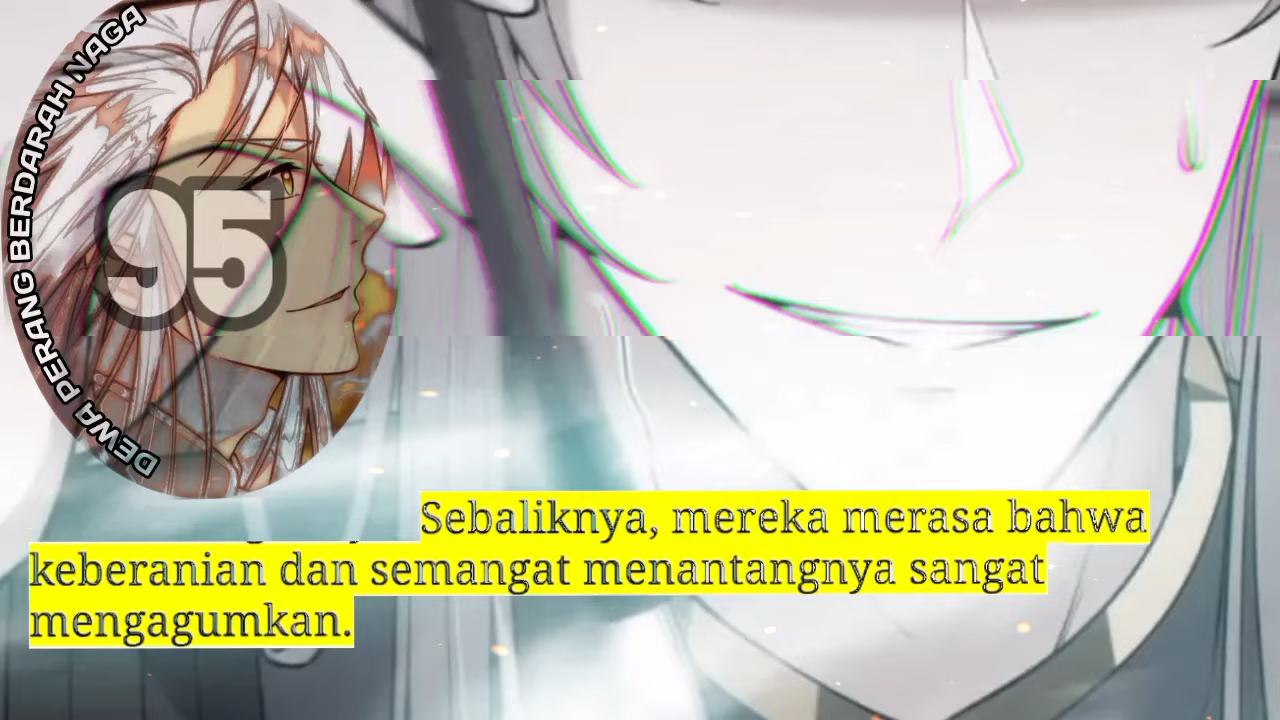 DEWA PERANG BERDARAH NAGA
95
Sebaliknya, mereka merasa bahwa
keberanian dan semangat menantangnya sangat
mengagumkan.